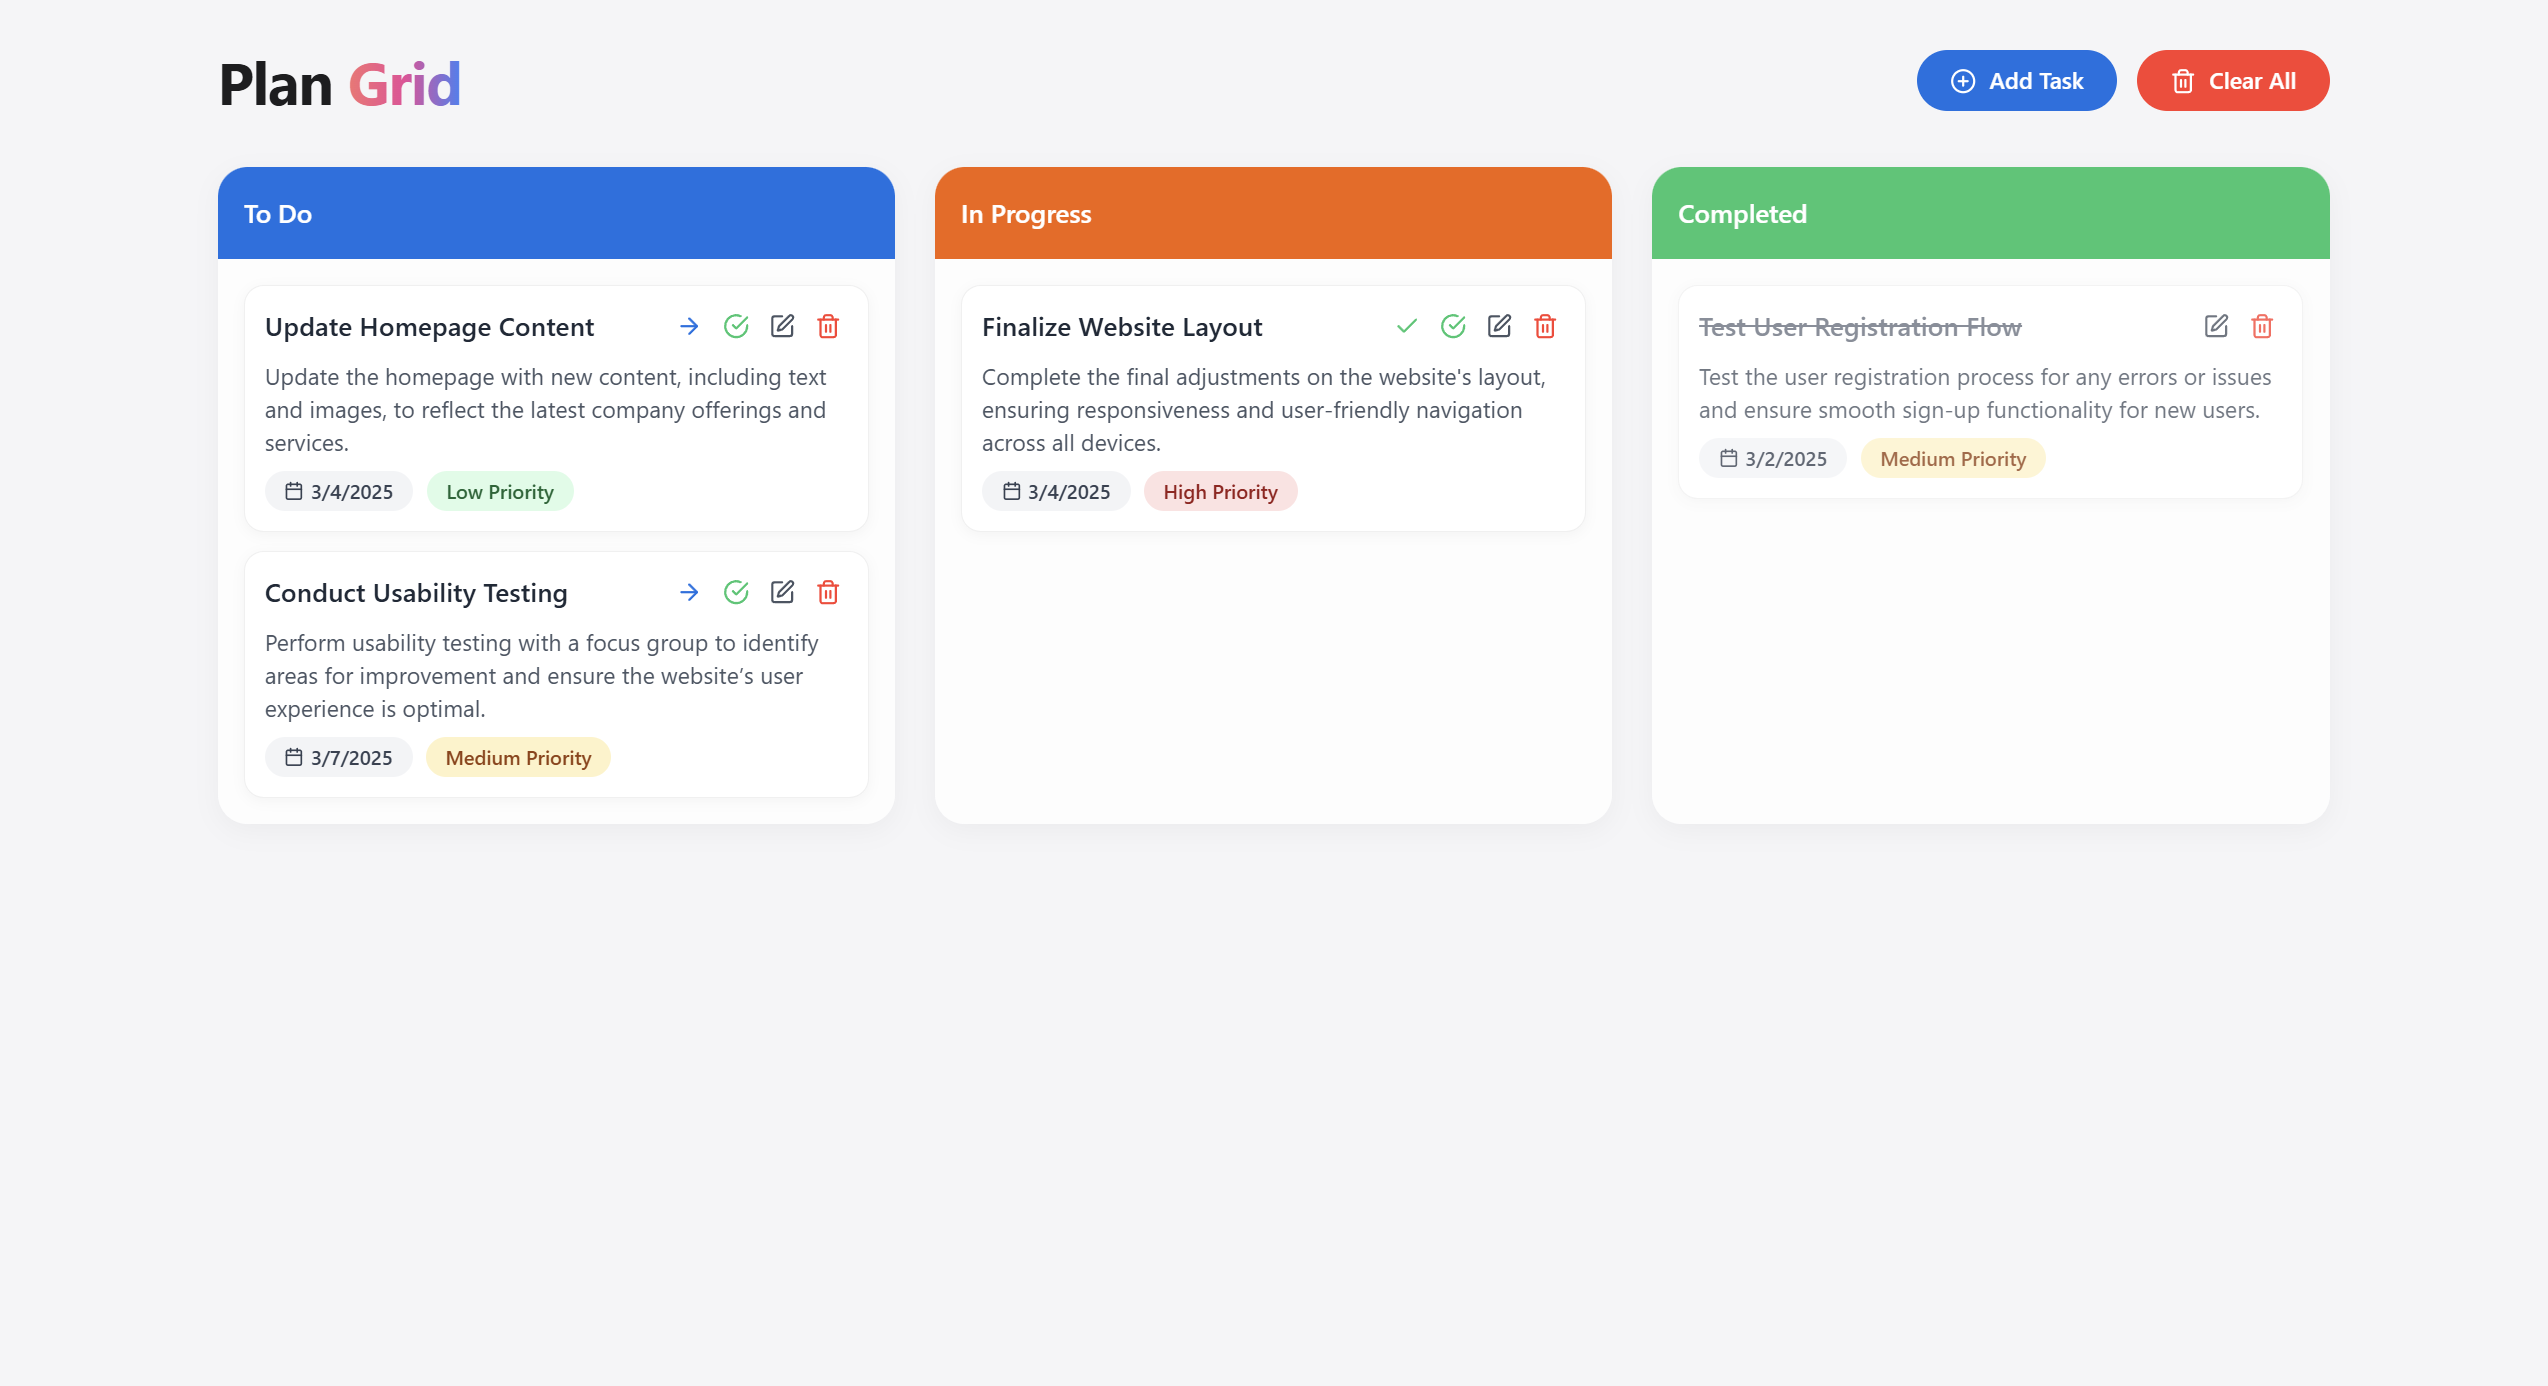 Plan Grid
Add Task
Clear All
To Do
Update Homepage Content
Update the homepage with new content, including text
and images, to reflect the latest company offerings and
services.
3/4/2025
Low Priority
Conduct Usability Testing
Perform usability testing with a focus group to identify
areas for improvement and ensure the website’s user
experience is optimal.
3/7/2025
Medium Priority
In Progress
Finalize Website Layout
Complete the final adjustments on the website's layout,
ensuring responsiveness and user-friendly navigation
across all devices.
3/4/2025
High Priority
Completed
Test User Registration Flow
Test the user registration process for any errors or issues
and ensure smooth sign-up functionality for new users.
3/2/2025
Medium Priority